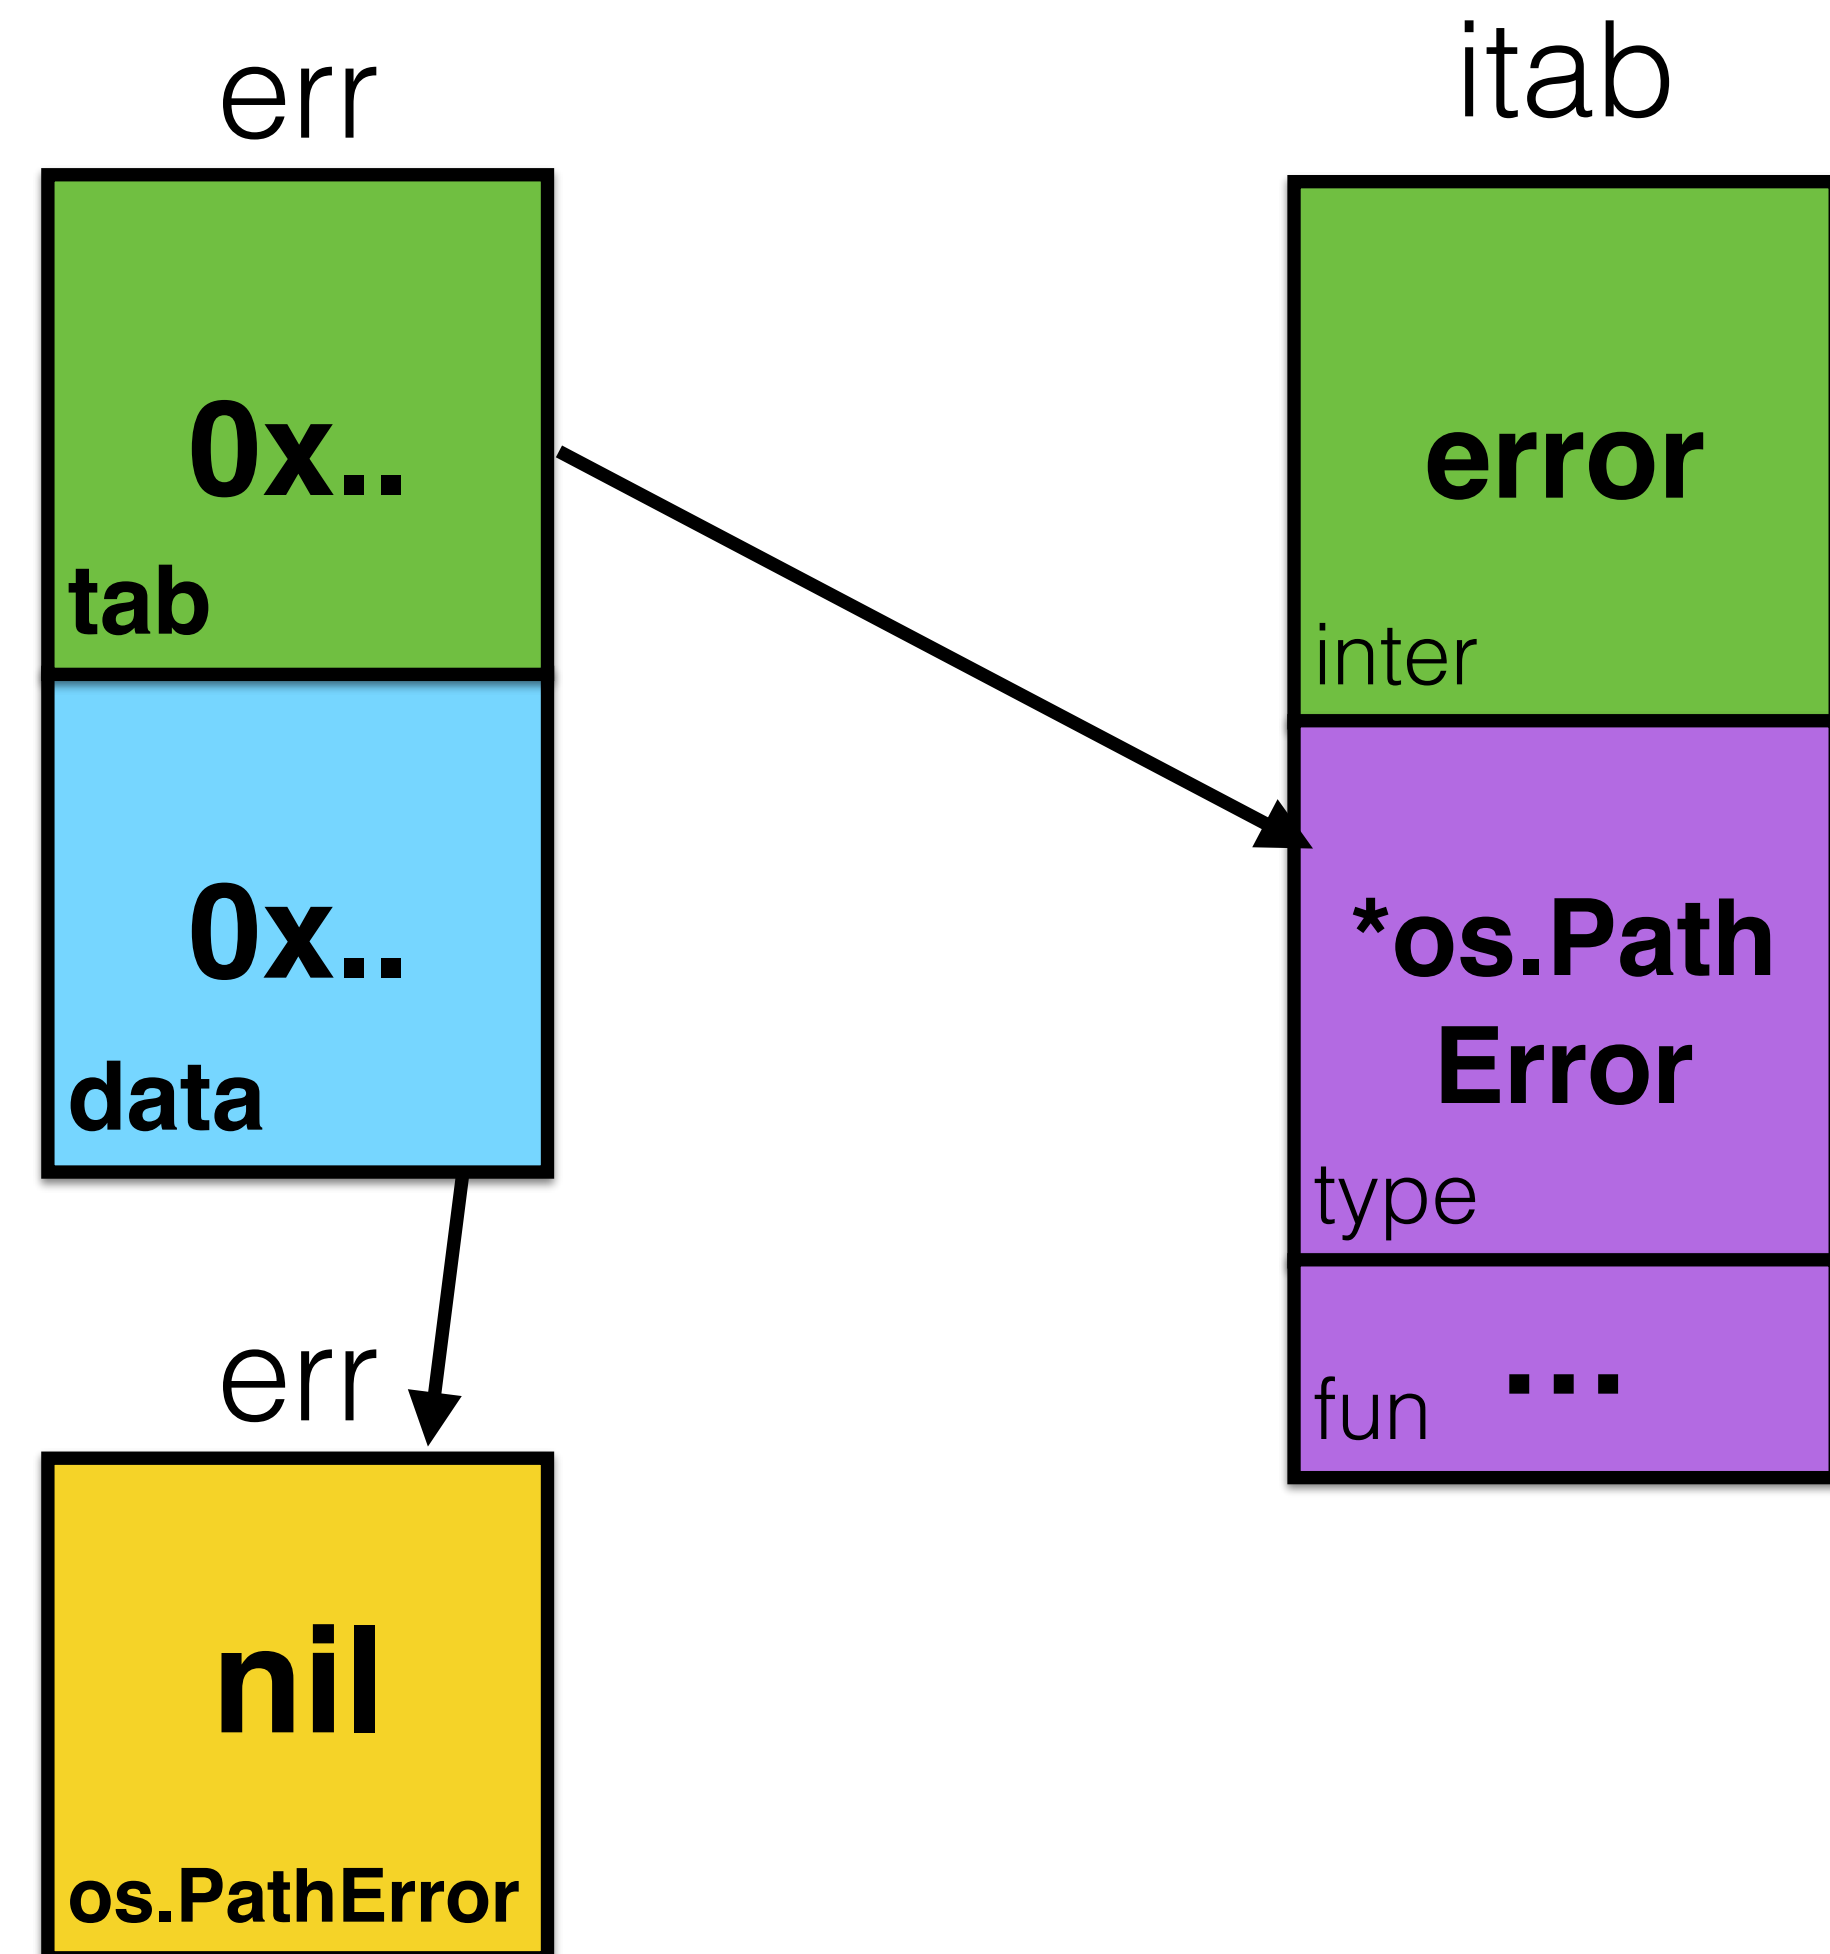 err
0x..
tab
0x..
data
err
nil
os.PathError
itab
error
inter
*os.Path
Error
type
...
fun